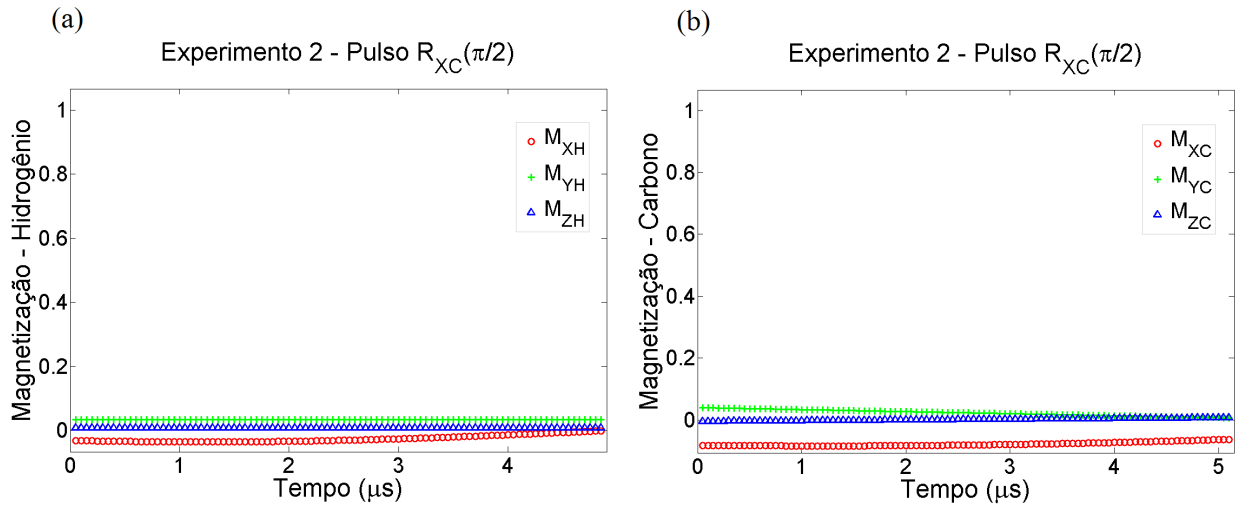 (a)
Experimento 2 - Pulso R_XC(π/2)
Magnetização - Hidrogênio
1
0.8
0.6
0.4
0.2
0
M_XH
M_YH
M_ZH
0 1 2 3 4
Tempo (μs)
(b)
Experimento 2 - Pulso R_XC(π/2)
Magnetização - Carbono
1
0.8
0.6
0.4
0.2
0
M_XC
M_YC
M_ZC
0 1 2 3 4 5
Tempo (μs)